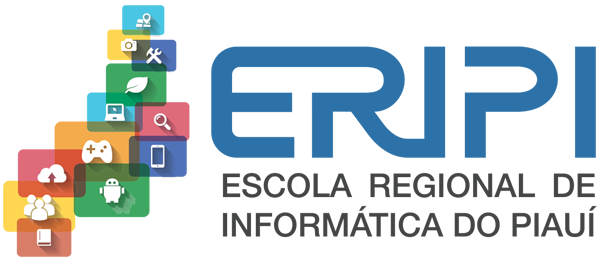 ERIPI
ESCOLA REGIONAL DE
INFORMÁTICA DO PIAUÍ